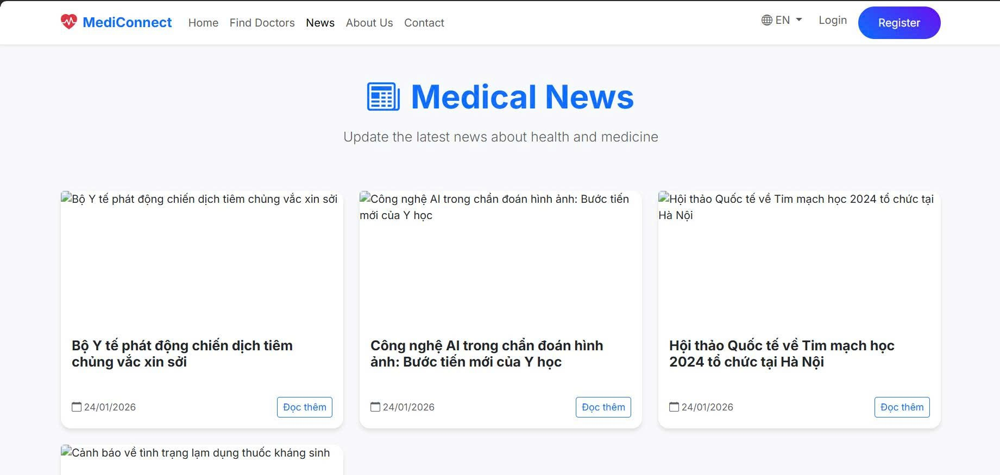 MediConnect Home Find Doctors News About Us Contact EN Login Register
Medical News
Update the latest news about health and medicine
Bộ Y tế phát động chiến dịch tiêm chủng vắc xin sởi
Công nghệ AI trong chẩn đoán hình ảnh: Bước tiến
mới của Y học
Hội thảo Quốc tế về Tim mạch học 2024 tổ chức tại
Hà Nội
Bộ Y tế phát động chiến dịch tiêm
chủng vắc xin sởi
24/01/2026 Đọc thêm
Công nghệ AI trong chẩn đoán hình
ảnh: Bước tiến mới của Y học
24/01/2026 Đọc thêm
Hội thảo Quốc tế về Tim mạch học
2024 tổ chức tại Hà Nội
24/01/2026 Đọc thêm
Cảnh báo về tình trạng lạm dụng thuốc kháng sinh